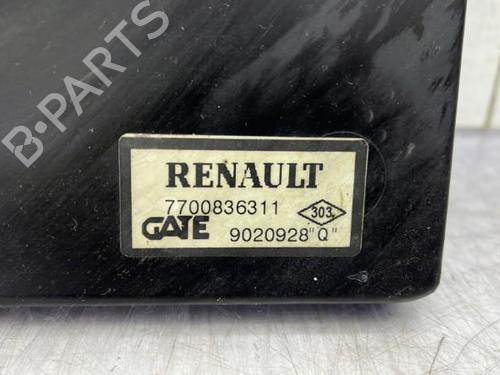 B-PARTS
RENAULT
7700836311 303
GATE 9020928"Q"